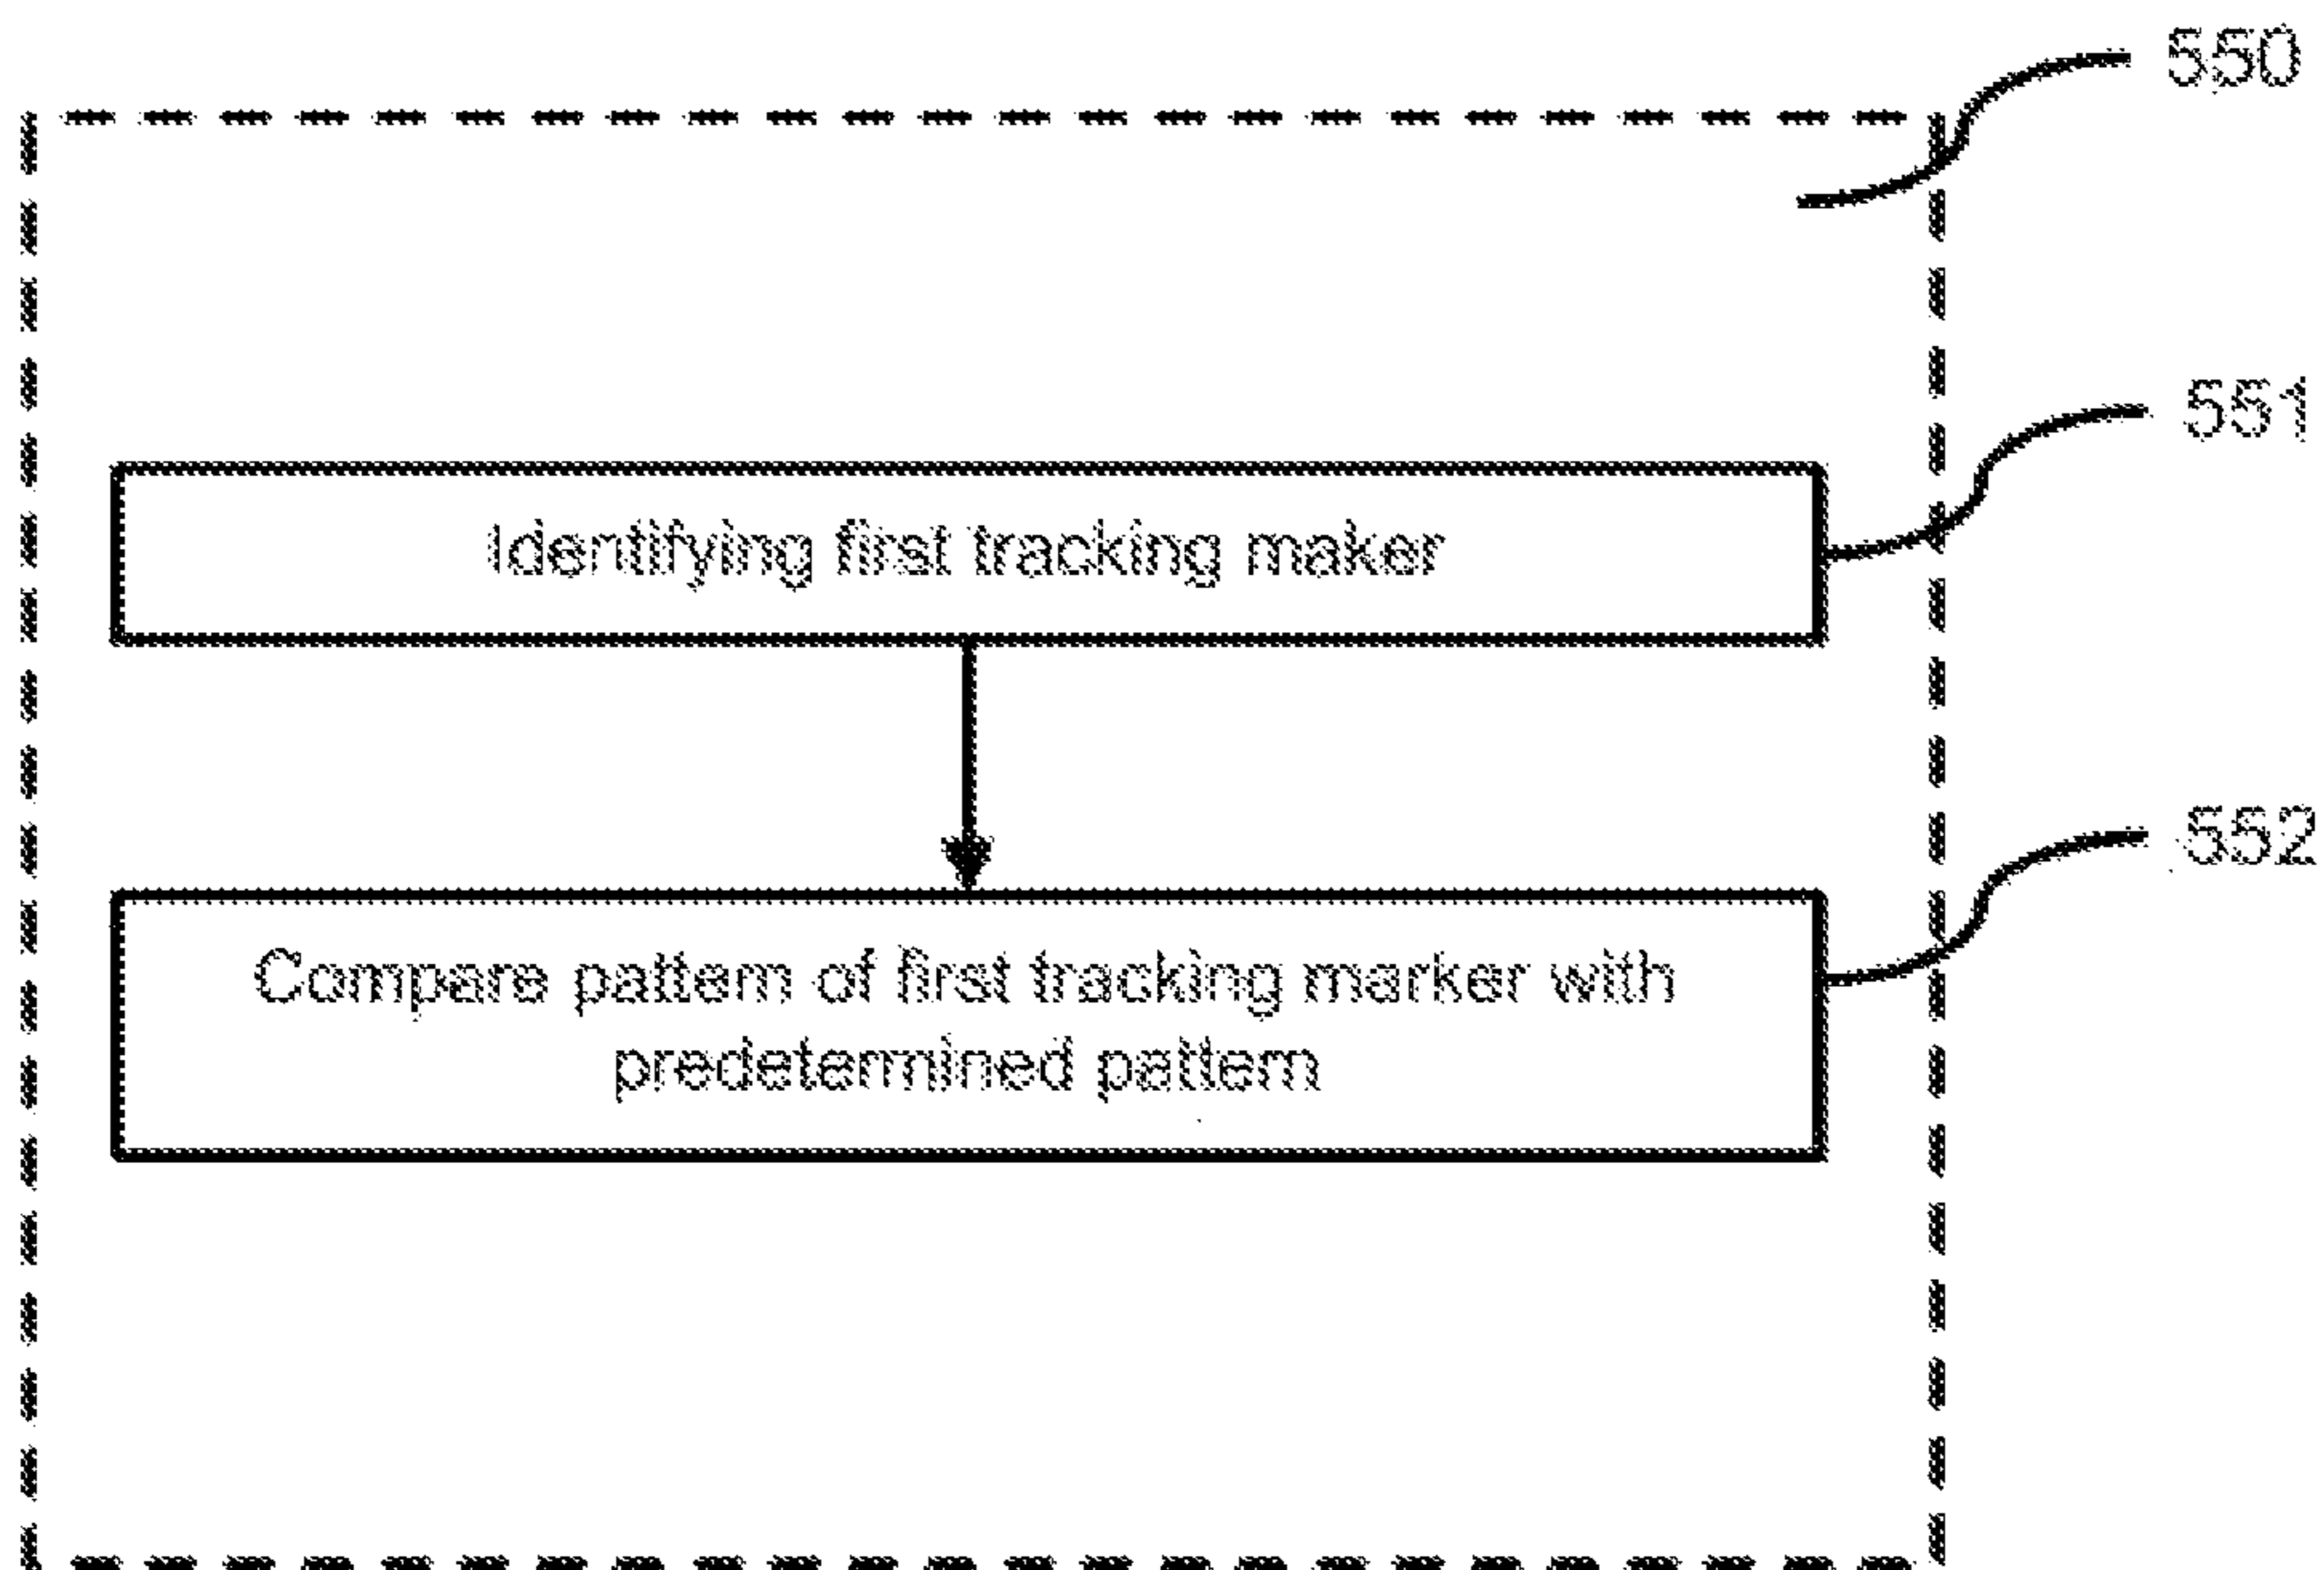 550
551
Identifying first tracking maker
552
Compare pattern of first tracking marker with
predetermined pattern